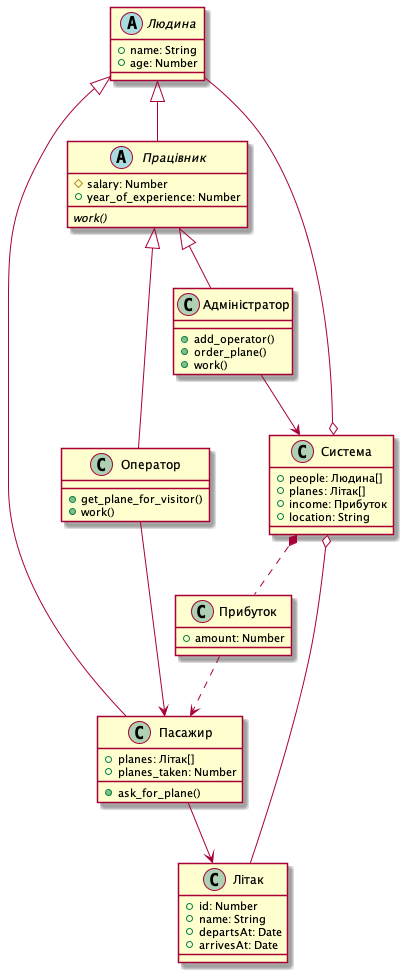 A Людина
name: String
age: Number
A Працівник
salary: Number
year_of_experience: Number
work()
C Адміністратор
add_operator()
order_plane()
work()
C Оператор
get_plane_for_visitor()
work()
C Система
people: Людина[]
planes: Літак[]
income: Прибуток
location: String
C Прибуток
amount: Number
C Пасажир
planes: Літак[]
planes_taken: Number
ask_for_plane()
C Літак
id: Number
name: String
departsAt: Date
arrivesAt: Date